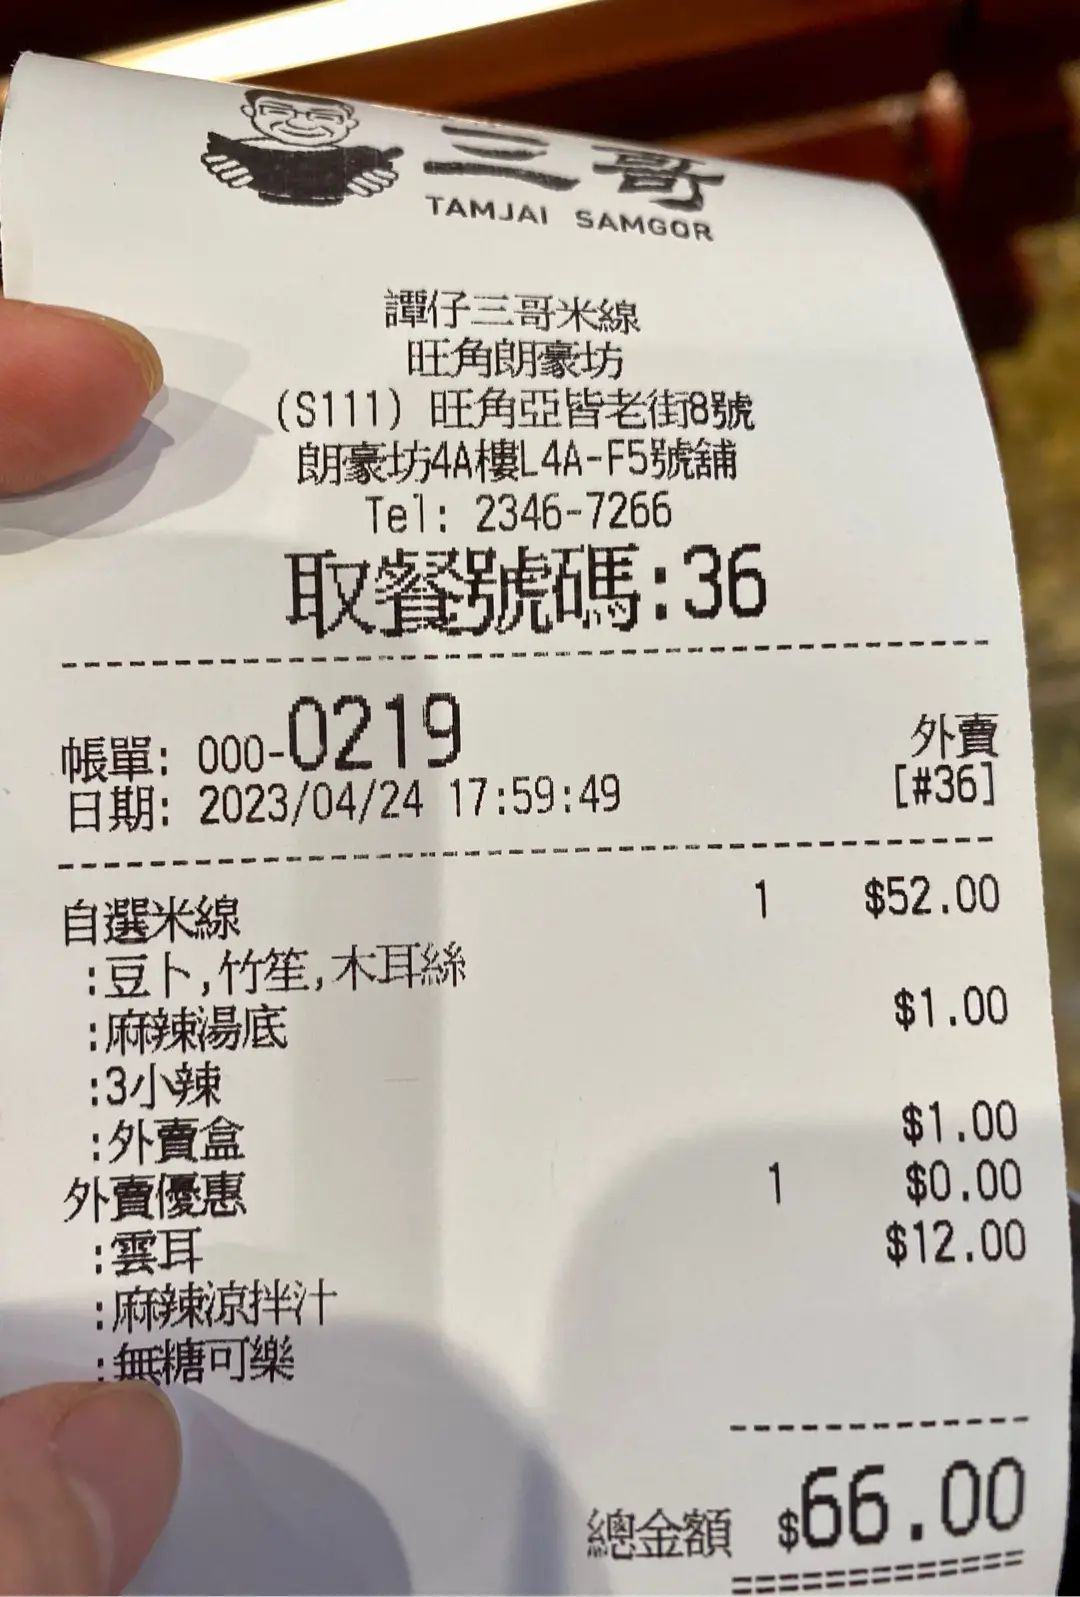 三哥
TAMJAI SAMGOR
譚仔三哥米線
旺角朗豪坊
(S111) 旺角亞皆老街8號
朗豪坊4A樓L4A-F5號舖
Tel: 2346-7266
取餐號碼:36
帳單: 000-0219 外賣
日期: 2023/04/24 17:59:49 [#36]
自選米線 1 $52.00
:豆卜,竹笙,木耳絲
:麻辣湯底 $1.00
:3小辣
:外賣盒 $1.00
外賣優惠 1 $0.00
:雲耳 $12.00
:麻辣涼拌汁
:無糖可樂
總金額 $66.00